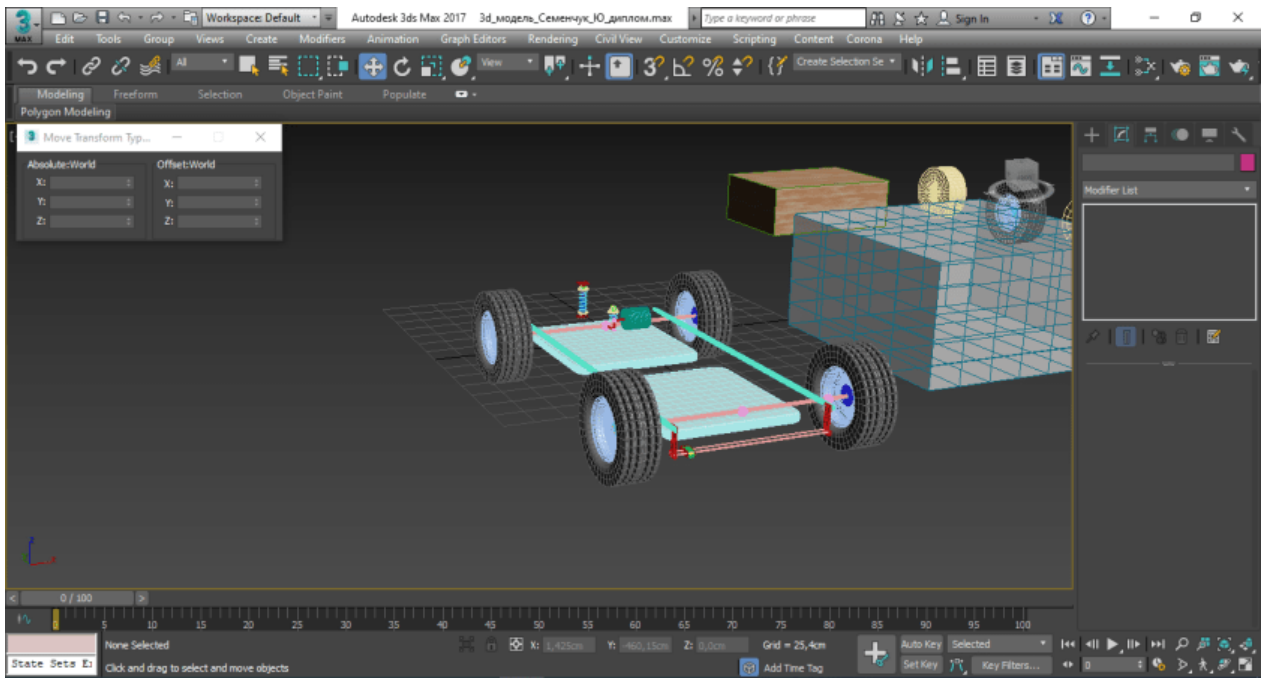 Workspace: Default
Autodesk 3ds Max 2017 3d_модель_Семенчук_Ю_диплом.max
Type a keyword or phrase
Sign In
3
MAX
Edit Tools Group Views Create Modifiers Animation Graph Editors Rendering Civil View Customize Scripting Content Corona Help
All
View
Create Selection Se
Modeling Freeform Selection Object Paint Populate
Polygon Modeling
3 Move Transform Typ...
Absolute:World Offset:World
X: X:
Y: Y:
Z: Z:
Modifier List
z
0 / 100
0 5 10 15 20 25 30 35 40 45 50 55 60 65 70 75 80 85 90 95 100
None Selected
X: 1,425cm Y: -460,15cm Z: 0,0cm
Grid = 25,4cm
Auto Key Selected
State Sets E:
Click and drag to select and move objects
Add Time Tag
Set Key Key Filters...
0